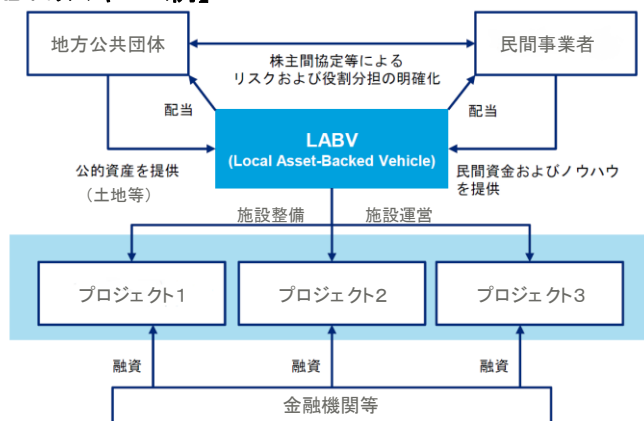 例】
地方公共団体
民間事業者
株主間協定等による
リスクおよび役割分担の明確化
配当
配当
LABV
(Local Asset-Backed Vehicle)
公的資産を提供
（土地等）
民間資金およびノウハウ
を提供
施設整備
施設運営
プロジェクト1
プロジェクト2
プロジェクト3
融資
融資
融資
金融機関等